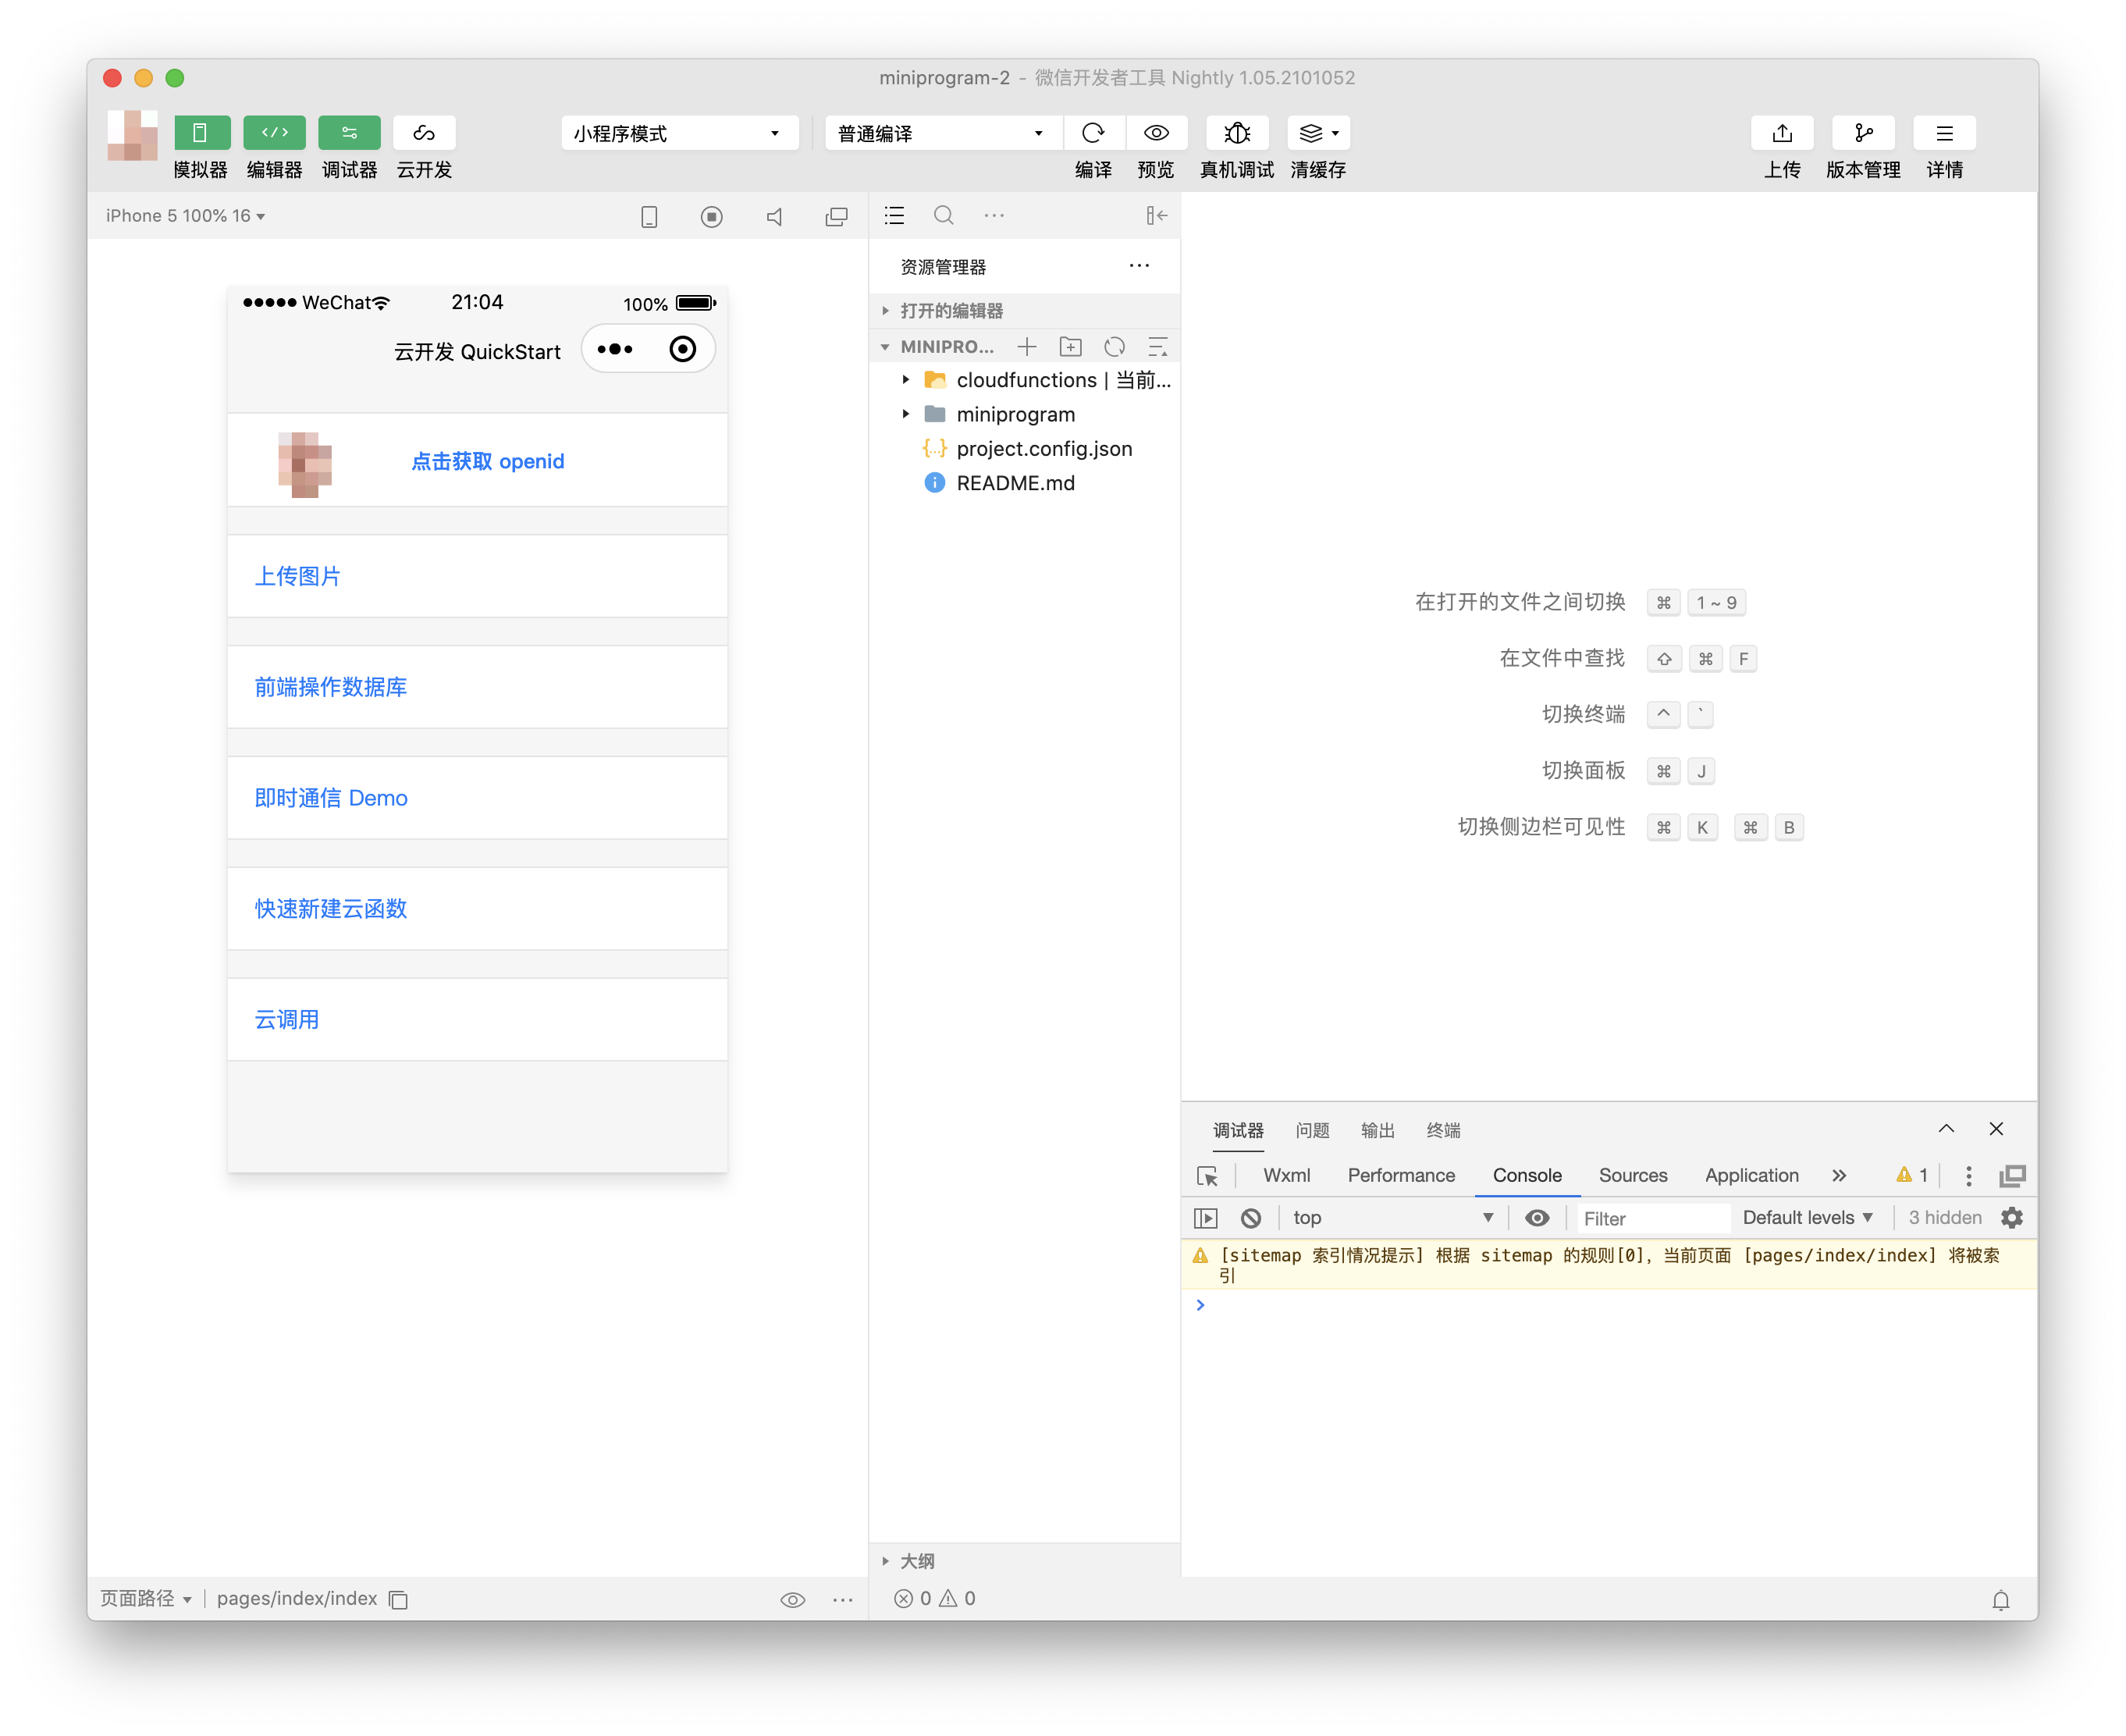 miniprogram-2 - 微信开发者工具 Nightly 1.05.2101052
模拟器 编辑器 调试器 云开发
小程序模式 普通编译
编译 预览 真机调试 清缓存
上传 版本管理 详情
iPhone 5 100% 16
WeChat 21:04 100%
云开发 QuickStart
点击获取 openid
上传图片
前端操作数据库
即时通信 Demo
快速新建云函数
云调用
页面路径 pages/index/index
资源管理器
打开的编辑器
MINIPRO...
cloudfunctions | 当前...
miniprogram
{...} project.config.json
README.md
大纲
0 0
在打开的文件之间切换 ⌘ 1 ~ 9
在文件中查找 ⇧ ⌘ F
切换终端 ^ `
切换面板 ⌘ J
切换侧边栏可见性 ⌘ K ⌘ B
调试器 问题 输出 终端
Wxml Performance Console Sources Application » 1
top Filter Default levels 3 hidden
[sitemap 索引情况提示] 根据 sitemap 的规则[0]，当前页面 [pages/index/index] 将被索
引
>